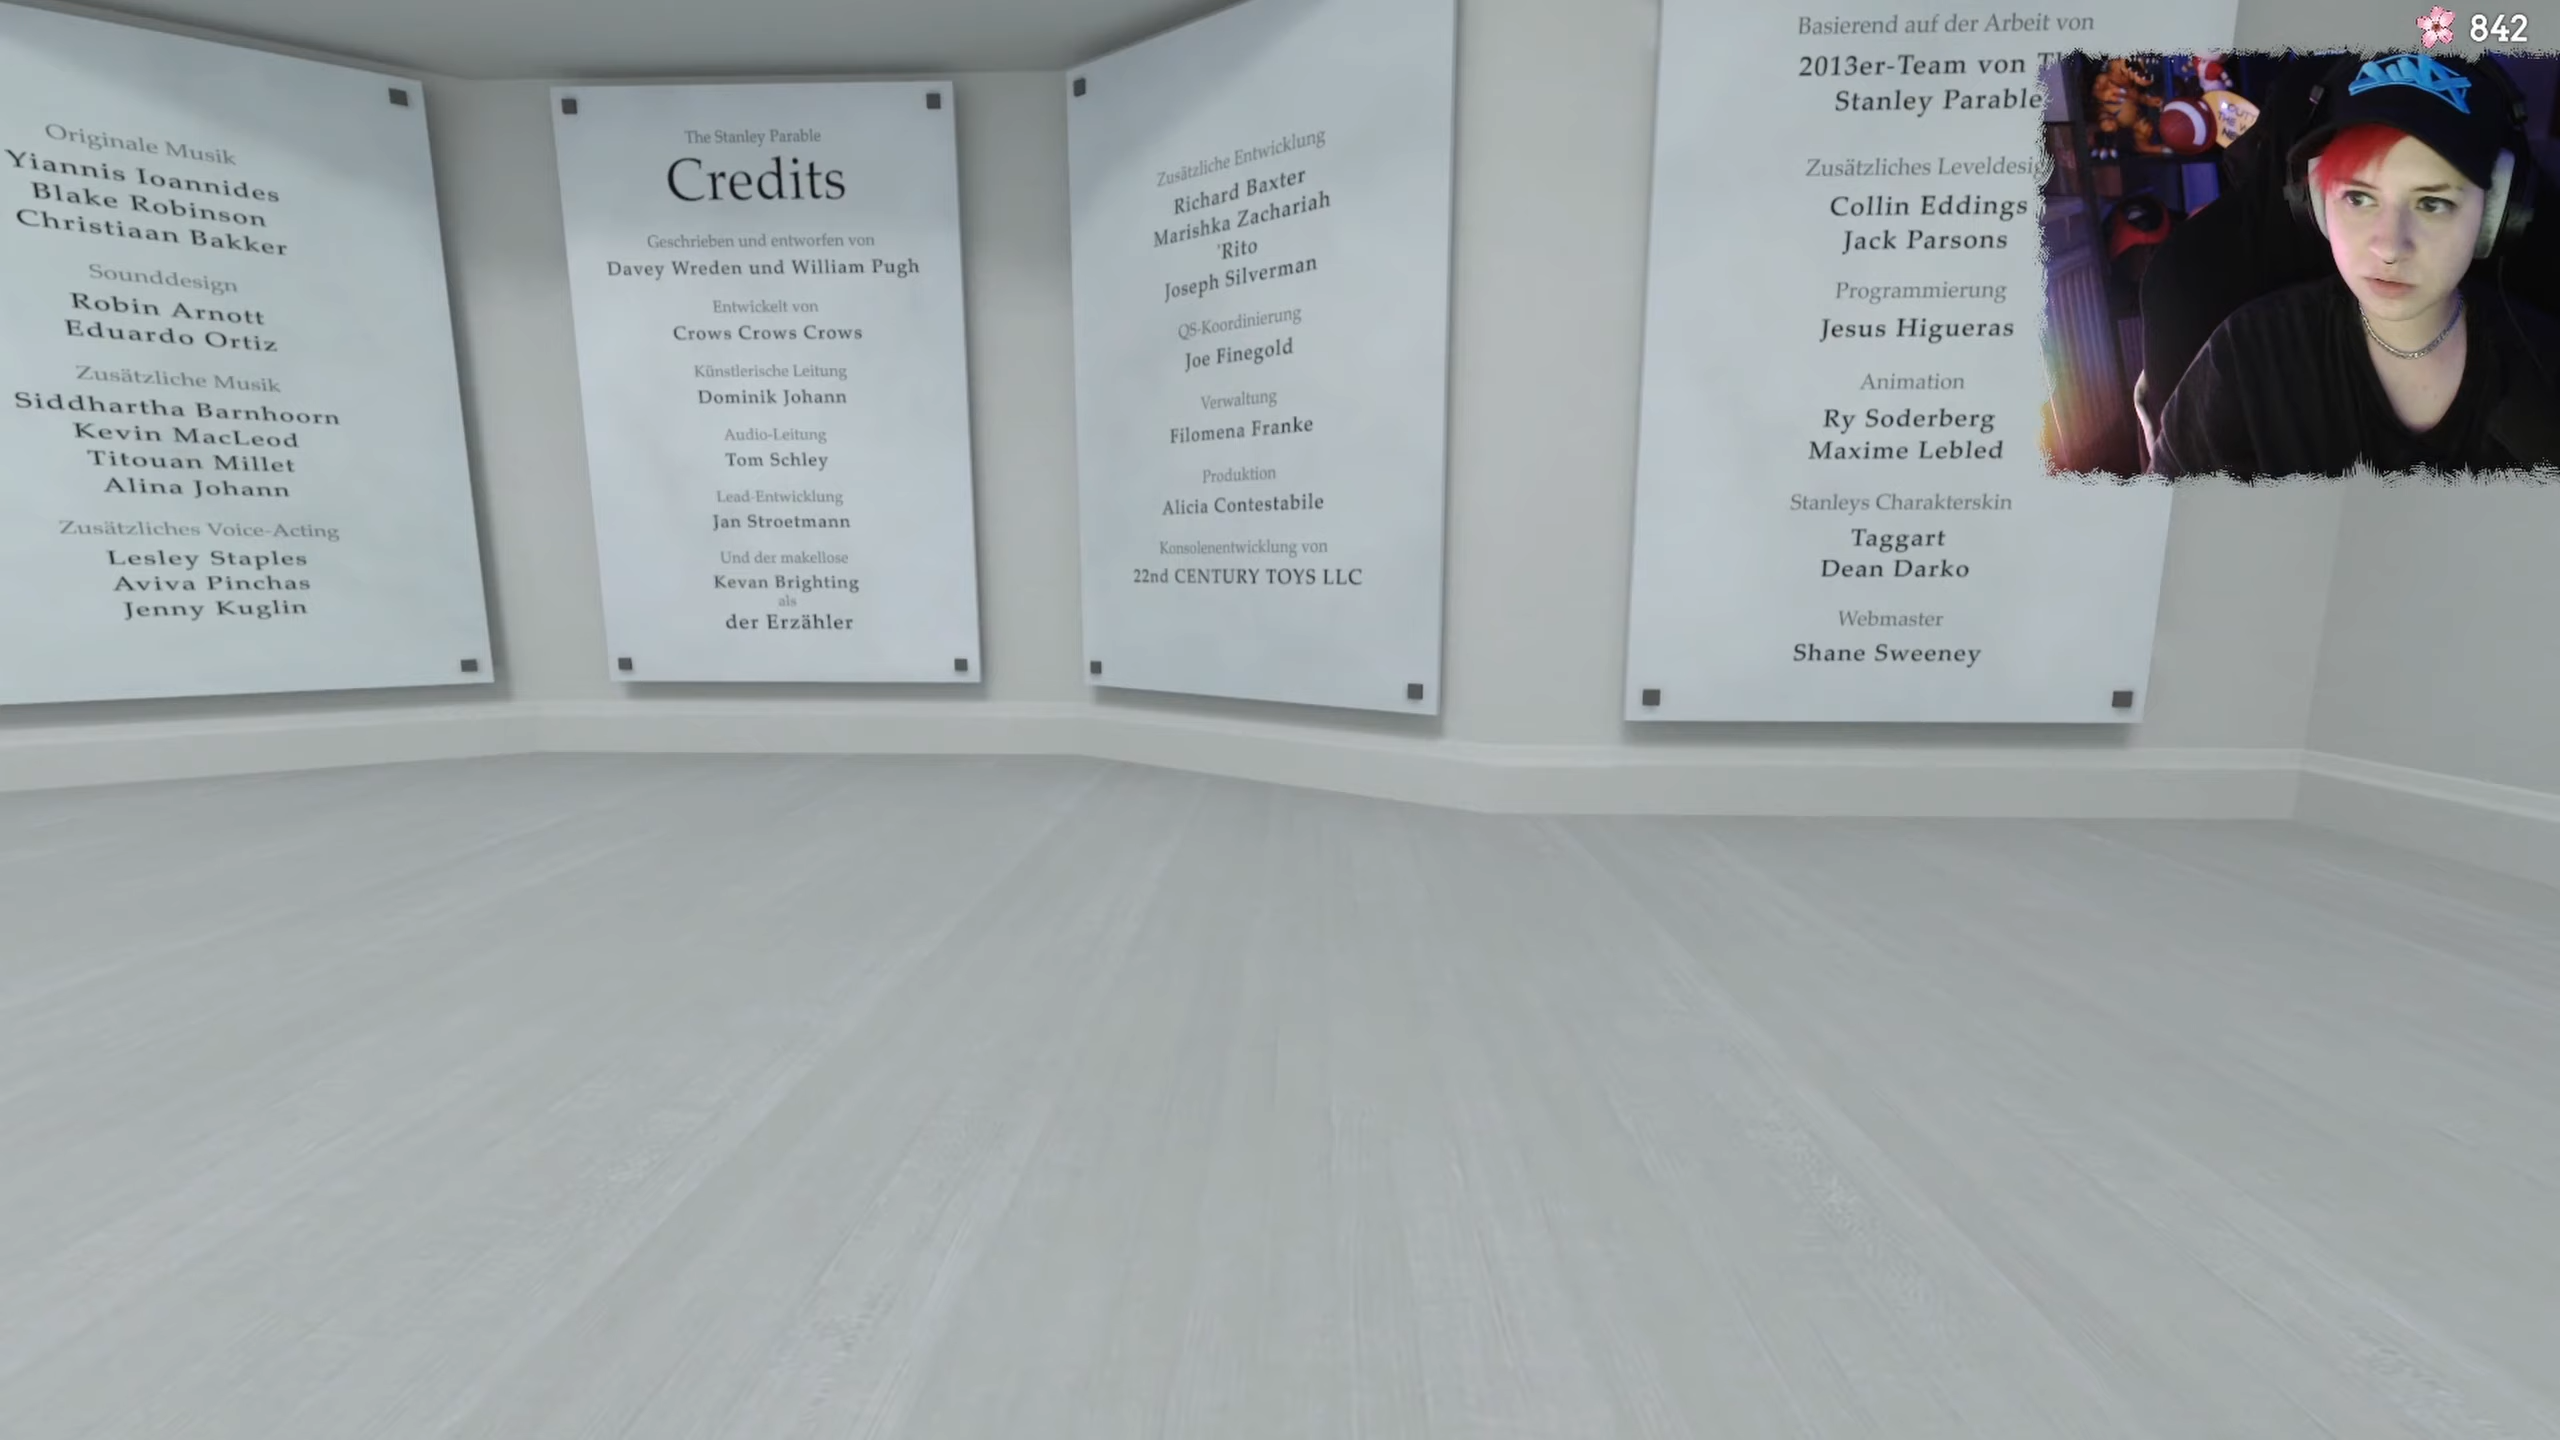 Originale Musik
Yiannis Ioannides
Blake Robinson
Christiaan Bakker
Sounddesign
Robin Arnott
Eduardo Ortiz
Zusätzliche Musik
Siddhartha Barnhoorn
Kevin MacLeod
Titouan Millet
Alina Johann
Zusätzliches Voice-Acting
Lesley Staples
Aviva Pinchas
Jenny Kuglin
The Stanley Parable
Credits
Geschrieben und entworfen von
Davey Wreden und William Pugh
Entwickelt von
Crows Crows Crows
Künstlerische Leitung
Dominik Johann
Audio-Leitung
Tom Schley
Lead-Entwicklung
Jan Stroetmann
Und der makellose
Kevan Brighting
als
der Erzähler
Zusätzliche Entwicklung
Richard Baxter
Marishka Zachariah
'Rito
Joseph Silverman
QS-Koordinierung
Joe Finegold
Verwaltung
Filomena Franke
Produktion
Alicia Contestabile
Konsolenentwicklung von
22nd CENTURY TOYS LLC
Basierend auf der Arbeit von
2013er-Team von
Stanley Parable
Zusätzliches
Collin Eddings
Jack Parsons
Programmierung
Jesus Higueras
Animation
Ry Soderberg
Maxime Lebled
Stanleys Charakterskin
Taggart
Dean Darko
Webmaster
Shane Sweeney
842